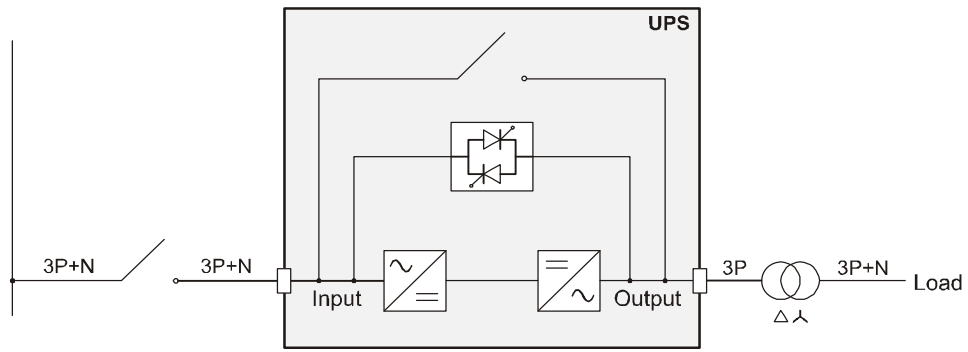 UPS
3P+N
3P+N
Input
Output
3P
3P+N
Load